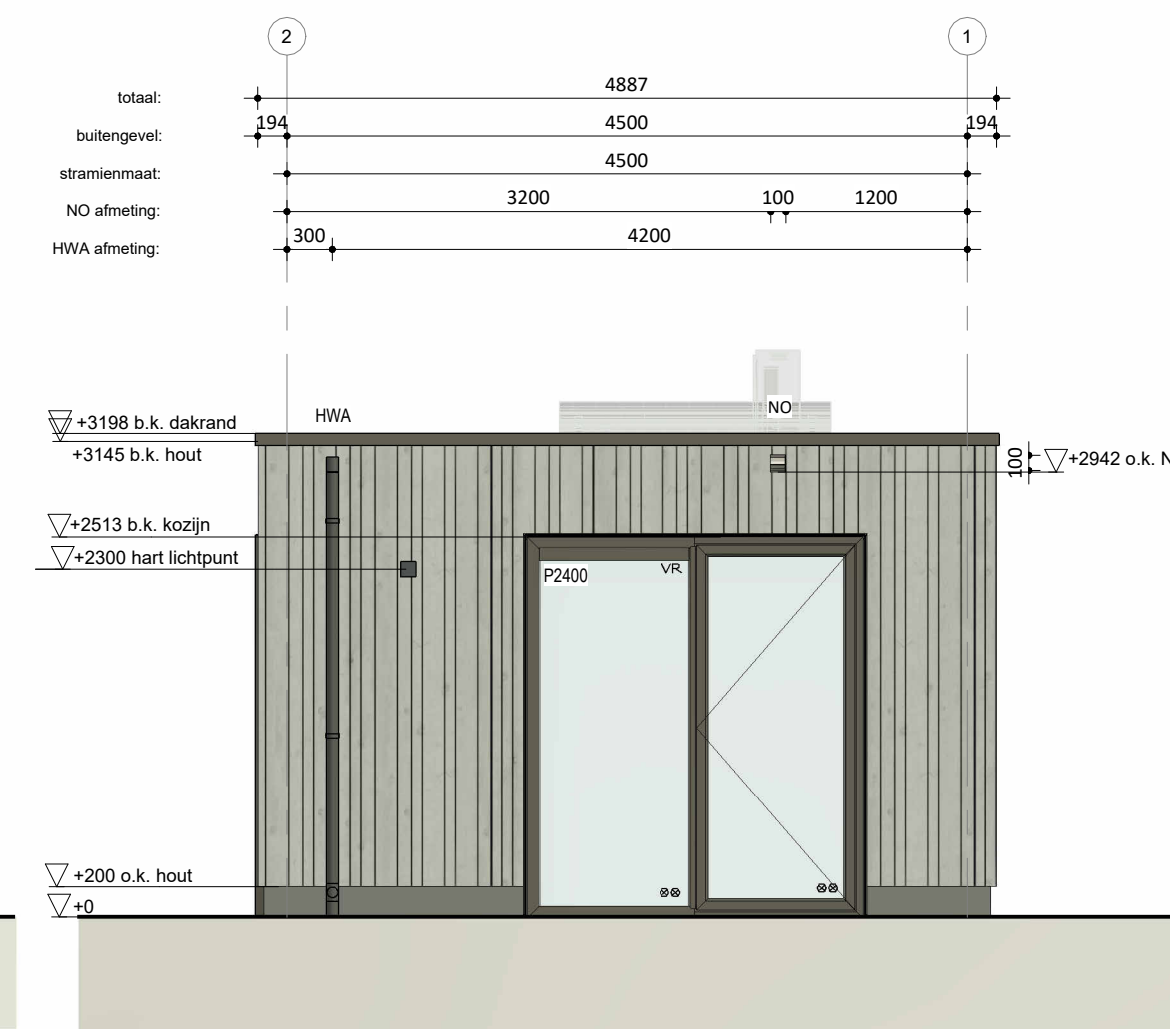 2 1
totaal: 4887
buitengevel: 194 4500 194
stramienmaat: 4500
NO afmeting: 3200 100 1200
HWA afmeting: 300 4200
NO
HWA
+3198 b.k. dakrand
+3145 b.k. hout
100 +2942 o.k. N
+2513 b.k. kozijn
+2300 hart lichtpunt
P2400 VR
+200 o.k. hout
+0